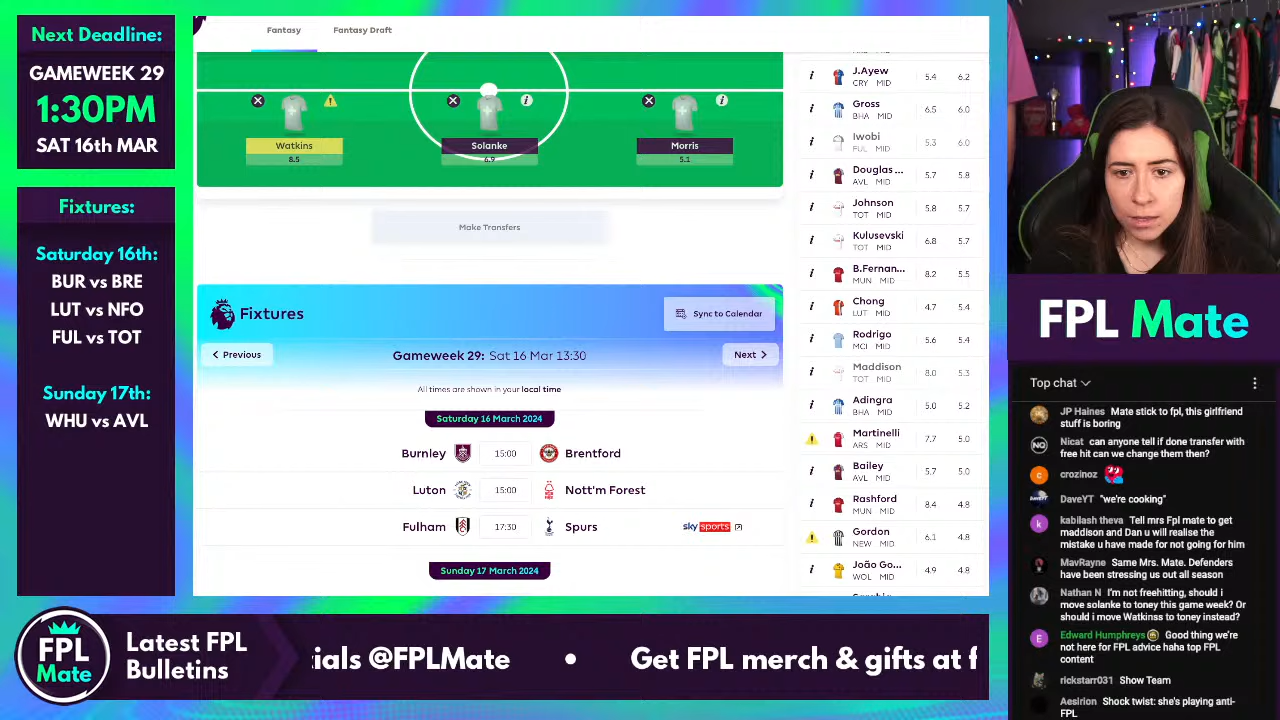 Next Deadline:
GAMEWEEK 29
1:30PM
SAT 16th MAR
Fixtures:
Saturday 16th:
BUR vs BRE
LUT vs NFO
FUL vs TOT
Sunday 17th:
WHU vs AVL
Fantasy
Fantasy Draft
Watkins
8.5
Solanke
6.9
Morris
5.1
Make Transfers
Fixtures
Sync to Calendar
Previous
Gameweek 29: Sat 16 Mar 13:30
Next
All times are shown in your local time
Saturday 16 March 2024
Burnley 15:00 Brentford
Luton 15:00 Nott'm Forest
Fulham 17:30 Spurs
sky sports
Sunday 17 March 2024
J.Ayew 5.4 6.2
CRY MID
Gross 6.5 6.0
BHA MID
Iwobi 5.3 6.0
FUL MID
Douglas ... 5.7 5.8
AVL MID
Johnson 5.8 5.7
TOT MID
Kulusevski 6.8 5.7
TOT MID
B.Fernan... 8.2 5.5
MUN MID
Chong 4.7 5.4
LUT MID
Rodrigo 5.6 5.4
MCI MID
Maddison 8.0 5.3
TOT MID
Adingra 5.0 5.2
BHA MID
Martinelli 7.7 5.0
ARS MID
Bailey 5.7 5.0
AVL MID
Rashford 8.4 4.8
MUN MID
Gordon 6.1 4.8
NEW MID
João Go... 4.9 4.8
WOL MID
FPL Mate
Top chat
JP Haines Mate stick to fpl, this girlfriend
stuff is boring
NQ
Nicat can anyone tell if done transfer with
free hit can we change them then?
c
crozinoz
DaveYT "we're cooking"
k
kabilash theva Tell mrs Fpl mate to get
maddison and Dan u will realise the
mistake u have made for not going for him
MavRayne Same Mrs. Mate. Defenders
have been stressing us out all season
Nathan N I'm not freehitting, should i
move solanke to toney this game week? Or
should i move Watkinss to toney instead?
E
Edward Humphreys Good thing we're
not here for FPL advice haha top FPL
content
rickstarr031 Show Team
Aesirion Shock twist: she's playing anti-
FPL
FPL
Mate
Latest FPL
Bulletins
ials @FPLMate • Get FPL merch & gifts at f